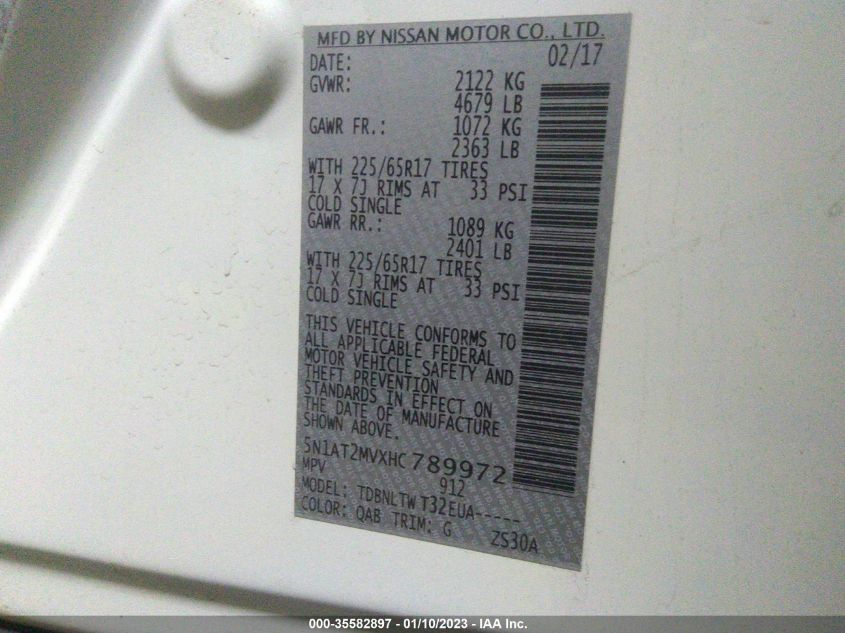 MFD BY NISSAN MOTOR CO., LTD.
DATE: 02/17
GVWR: 2122 KG
4679 LB
GAWR FR.: 1072 KG
2363 LB
WITH 225/65R17 TIRES
17 X 7J RIMS AT 33 PSI
COLD SINGLE
GAWR RR.: 1089 KG
2401 LB
WITH 225/65R17 TIRES
17 X 7J RIMS AT 33 PSI
COLD SINGLE
THIS VEHICLE CONFORMS TO
ALL APPLICABLE FEDERAL
MOTOR VEHICLE SAFETY AND
THEFT PREVENTION
STANDARDS IN EFFECT ON
THE DATE OF MANUFACTURE
SHOWN ABOVE.
5N1AT2MVXHC789972
MPV 912
MODEL: TDBNLTW T32EUA-----
COLOR: QAB TRIM: G ZS30A
000-35582897 - 01/10/2023 - IAA Inc.